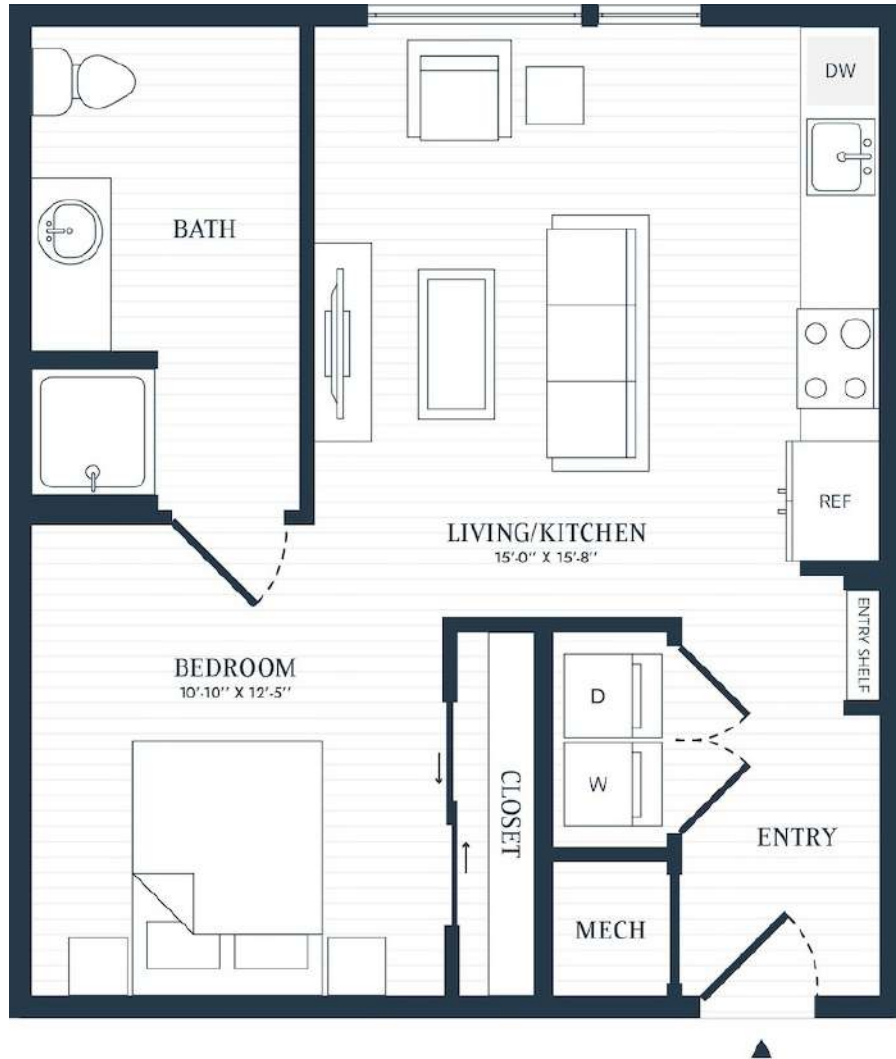 DW
BATH
REF
LIVING/KITCHEN
15'-0'' X 15'-8''
ENTRY SHELF
BEDROOM
10'-10'' X 12'-5''
D
W
CLOSET
ENTRY
MECH